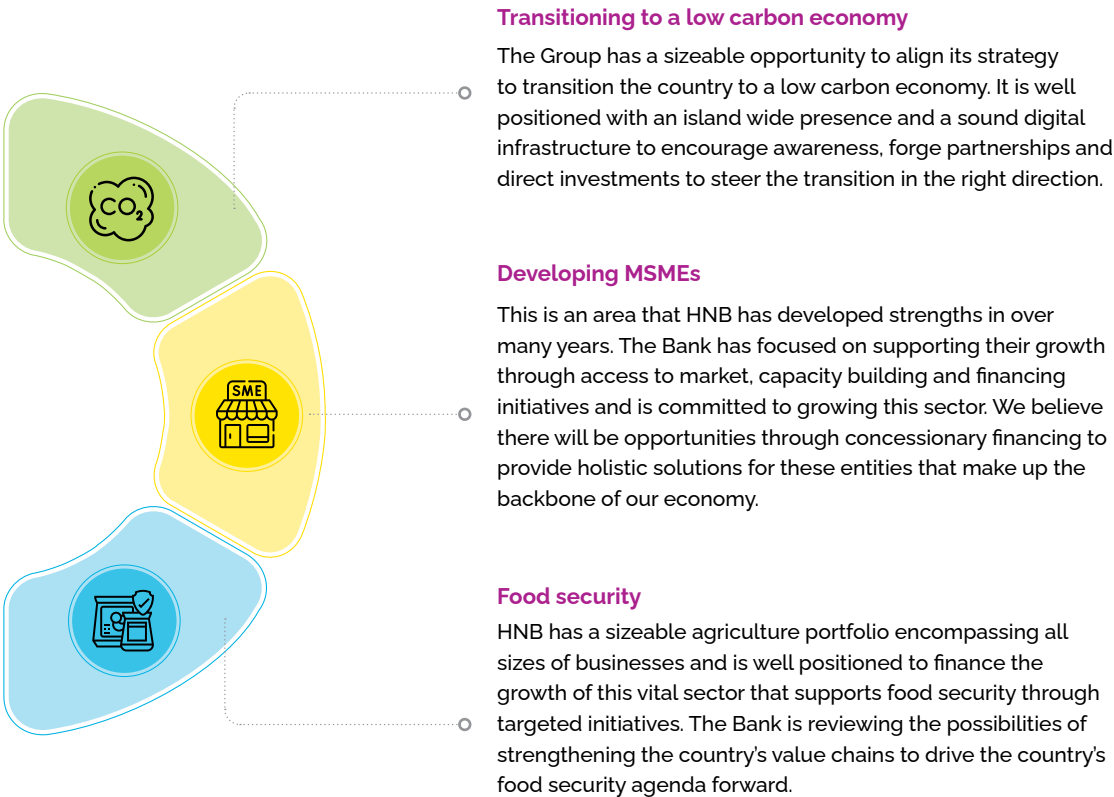 Transitioning to a low carbon economy
The Group has a sizeable opportunity to align its strategy
to transition the country to a low carbon economy. It is well
positioned with an island wide presence and a sound digital
infrastructure to encourage awareness, forge partnerships and
direct investments to steer the transition in the right direction.
CO2
Developing MSMEs
This is an area that HNB has developed strengths in over
many years. The Bank has focused on supporting their growth
through access to market, capacity building and financing
initiatives and is committed to growing this sector. We believe
there will be opportunities through concessionary financing to
provide holistic solutions for these entities that make up the
backbone of our economy.
SME
Food security
HNB has a sizeable agriculture portfolio encompassing all
sizes of businesses and is well positioned to finance the
growth of this vital sector that supports food security through
targeted initiatives. The Bank is reviewing the possibilities of
strengthening the country’s value chains to drive the country’s
food security agenda forward.